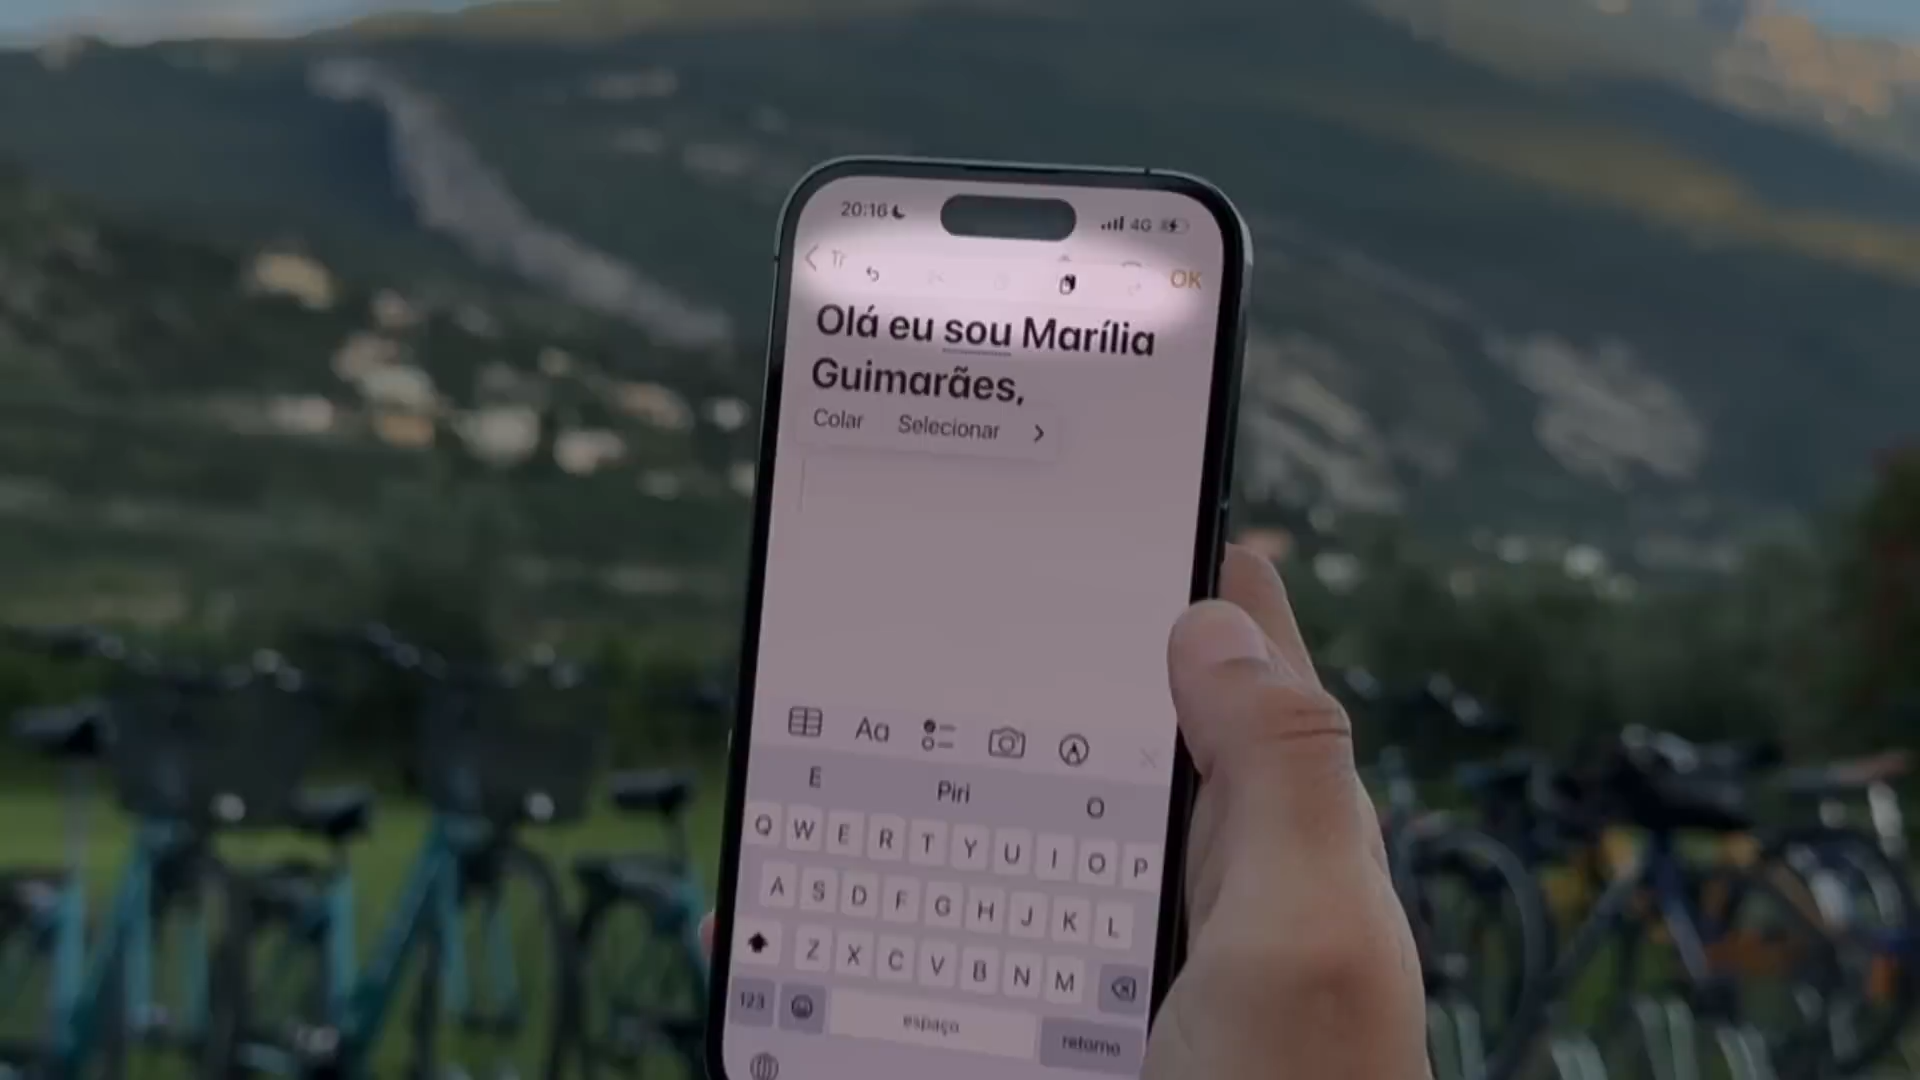 20:16 4G
OK
Olá eu sou Marília
Guimarães,
Colar Selecionar
Aa
E Piri O
Q W E R T Y U I O P
A S D F G H J K L
Z X C V B N M
123 espaço retorno